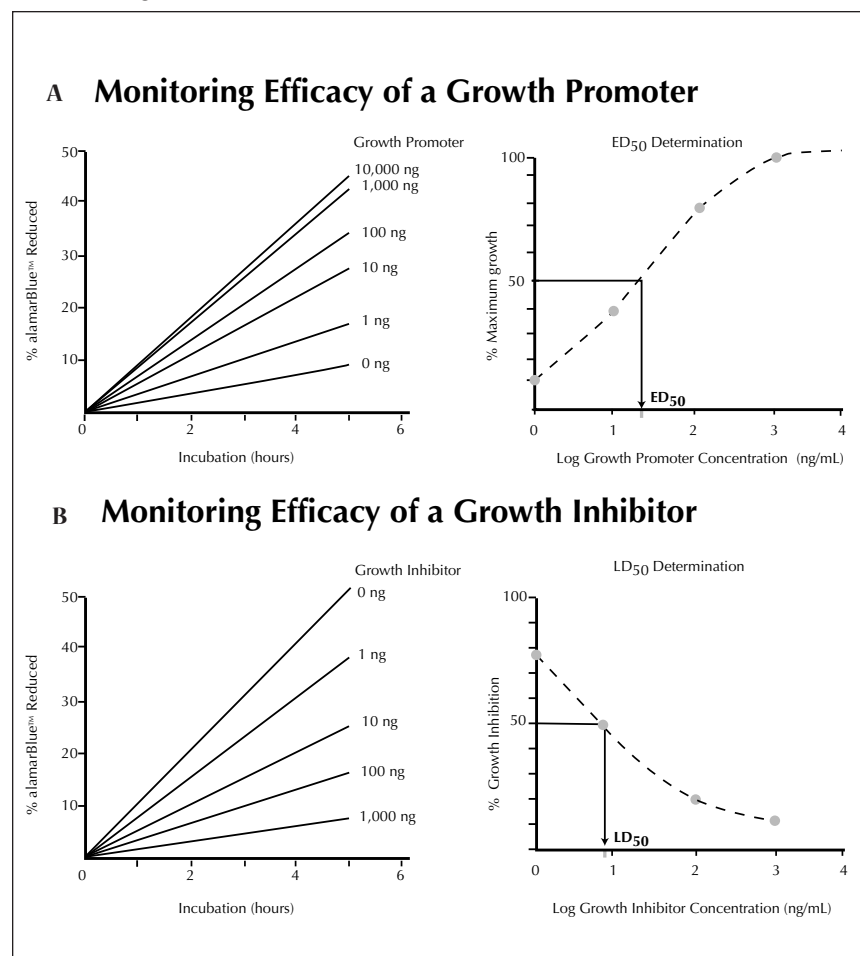 A Monitoring Efficacy of a Growth Promoter
Growth Promoter
50
40
30
20
10
0
2
4
6
10,000 ng
1,000 ng
100 ng
10 ng
1 ng
0 ng
% alamarBlue™ Reduced
Incubation (hours)
ED50 Determination
100
50
0
1
2
3
4
% Maximum growth
ED50
Log Growth Promoter Concentration (ng/mL)
B Monitoring Efficacy of a Growth Inhibitor
Growth Inhibitor
50
40
30
20
10
0
2
4
6
0 ng
1 ng
10 ng
100 ng
1,000 ng
% alamarBlue™ Reduced
Incubation (hours)
LD50 Determination
100
50
0
1
2
3
4
% Growth Inhibition
LD50
Log Growth Inhibitor Concentration (ng/mL)